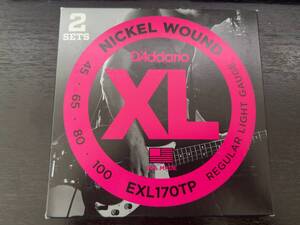 2
SETS
NICKEL WOUND
D'Addario
XL
45 • 65 • 80 • 100
REGULAR LIGHT GAUGE
USA MADE
EXL170TP